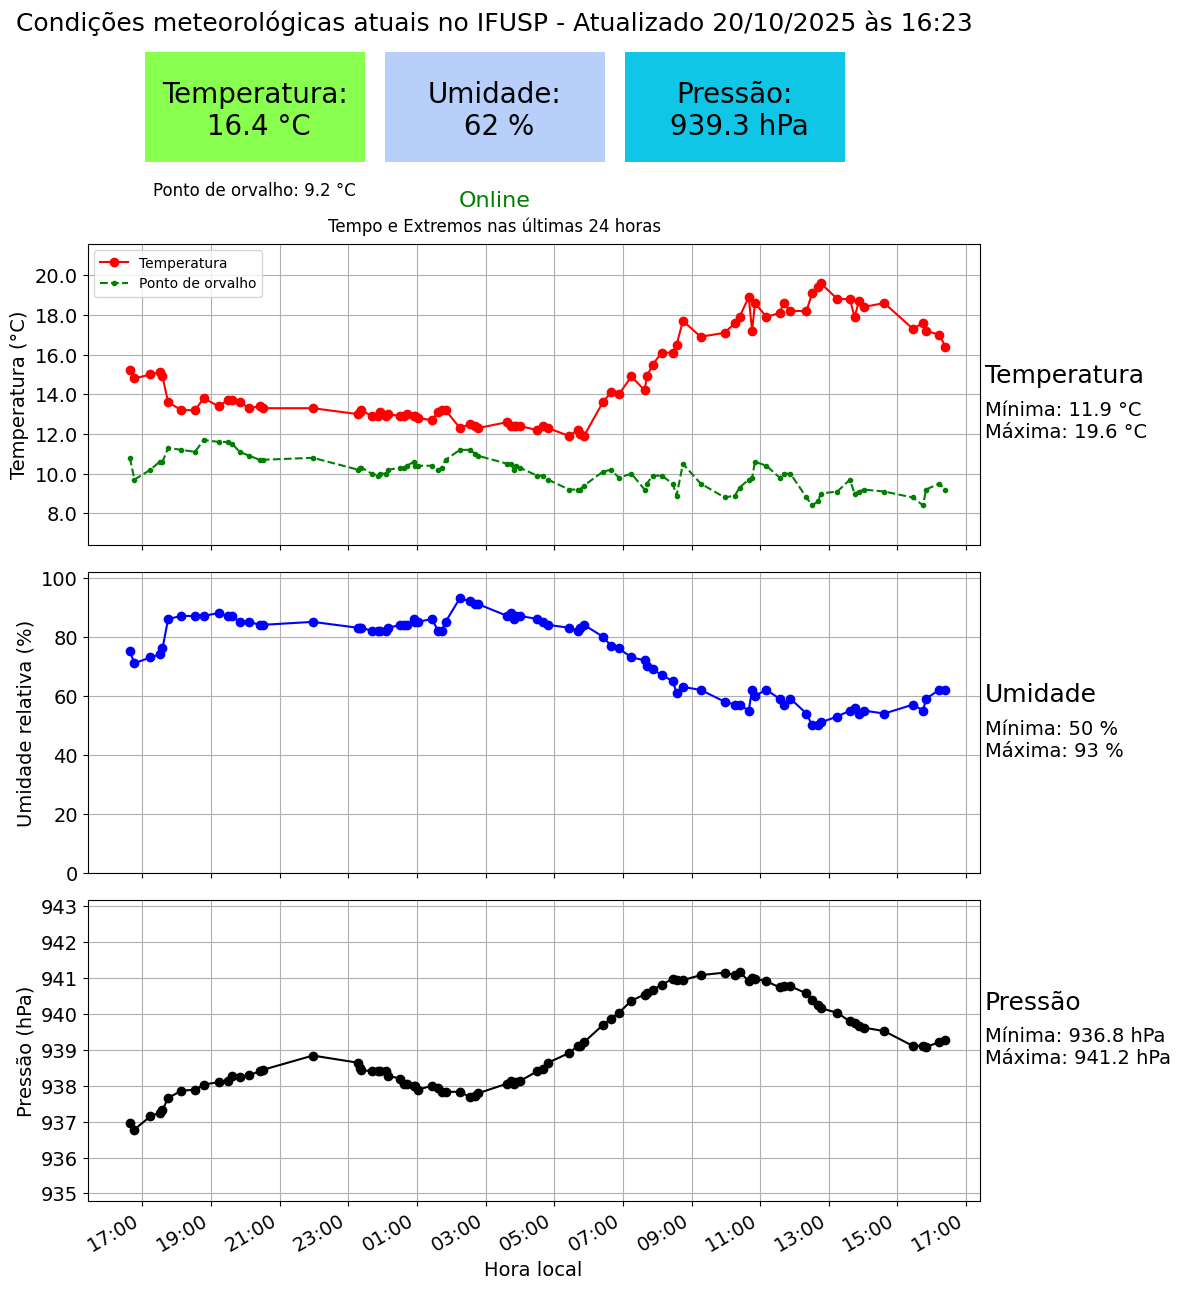 Condições meteorológicas atuais no IFUSP - Atualizado 20/10/2025 às 16:23
Temperatura:
16.4 °C
Umidade:
62 %
Pressão:
939.3 hPa
Ponto de orvalho: 9.2 °C
Online
Tempo e Extremos nas últimas 24 horas
Temperatura
Ponto de orvalho
Temperatura (°C)
20.0
18.0
16.0
14.0
12.0
10.0
8.0
Temperatura
Mínima: 11.9 °C
Máxima: 19.6 °C
Umidade relativa (%)
100
80
60
40
20
0
Umidade
Mínima: 50 %
Máxima: 93 %
Pressão (hPa)
943
942
941
940
939
938
937
936
935
Pressão
Mínima: 936.8 hPa
Máxima: 941.2 hPa
17:00 19:00 21:00 23:00 01:00 03:00 05:00 07:00 09:00 11:00 13:00 15:00 17:00
Hora local